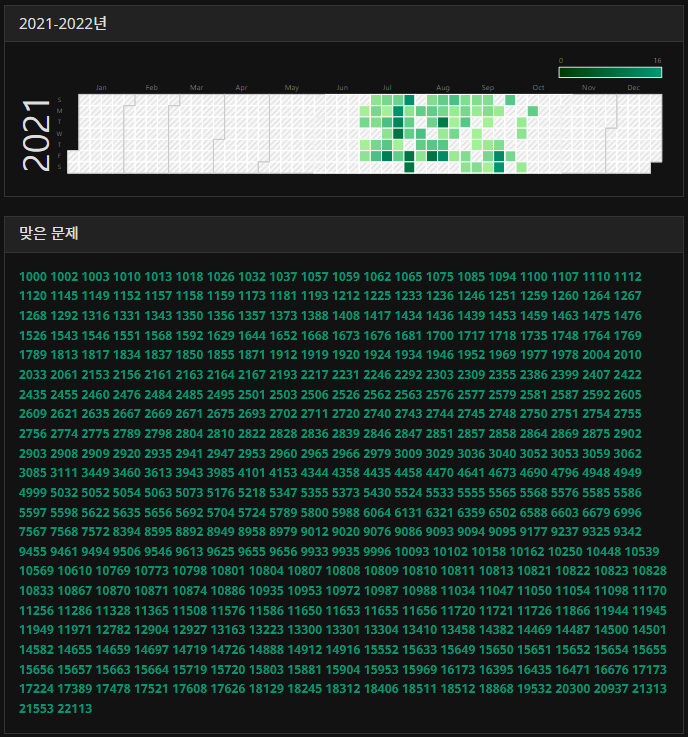 2021-2022년
0 16
Jan Feb Mar Apr May Jun Jul Aug Sep Oct Nov Dec
2021
S
M
T
W
T
F
S
맞은 문제
1000 1002 1003 1010 1013 1018 1026 1032 1037 1057 1059 1062 1065 1075 1085 1094 1100 1107 1110 1112
1120 1145 1149 1152 1157 1158 1159 1173 1181 1193 1212 1225 1233 1236 1246 1251 1259 1260 1264 1267
1268 1292 1316 1331 1343 1350 1356 1357 1373 1388 1408 1417 1434 1436 1439 1453 1459 1463 1475 1476
1526 1543 1546 1551 1568 1592 1629 1644 1652 1668 1673 1676 1681 1700 1717 1718 1735 1748 1764 1769
1789 1813 1817 1834 1837 1850 1855 1871 1912 1919 1920 1924 1934 1946 1952 1969 1977 1978 2004 2010
2033 2061 2153 2156 2161 2163 2164 2167 2193 2217 2231 2246 2292 2303 2309 2355 2386 2399 2407 2422
2435 2455 2460 2476 2484 2485 2495 2501 2503 2506 2526 2562 2563 2576 2577 2579 2581 2587 2592 2605
2609 2621 2635 2667 2669 2671 2675 2693 2702 2711 2720 2740 2743 2744 2745 2748 2750 2751 2754 2755
2756 2774 2775 2789 2798 2804 2810 2822 2828 2836 2839 2846 2847 2851 2857 2858 2864 2869 2875 2902
2903 2908 2909 2920 2935 2941 2947 2953 2960 2965 2966 2979 3009 3029 3036 3040 3052 3053 3059 3062
3085 3111 3449 3460 3613 3943 3985 4101 4153 4344 4358 4435 4458 4470 4641 4673 4690 4796 4948 4949
4999 5032 5052 5054 5063 5073 5176 5218 5347 5355 5373 5430 5524 5533 5555 5565 5568 5576 5585 5586
5597 5598 5622 5635 5656 5692 5704 5724 5789 5800 5988 6064 6131 6321 6359 6502 6588 6603 6679 6996
7567 7568 7572 8394 8595 8892 8949 8958 8979 9012 9020 9076 9086 9093 9094 9095 9177 9237 9325 9342
9455 9461 9494 9506 9546 9613 9625 9655 9656 9933 9935 9996 10093 10102 10158 10162 10250 10448 10539
10569 10610 10769 10773 10798 10801 10804 10807 10808 10809 10810 10811 10813 10821 10822 10823 10828
10833 10867 10870 10871 10874 10886 10935 10953 10972 10987 10988 11034 11047 11050 11054 11098 11170
11256 11286 11328 11365 11508 11576 11586 11650 11653 11655 11656 11720 11721 11726 11866 11944 11945
11949 11971 12782 12904 12927 13163 13223 13300 13301 13304 13410 13458 14382 14469 14487 14500 14501
14582 14655 14659 14697 14719 14726 14888 14912 14916 15552 15633 15649 15650 15651 15652 15654 15655
15656 15657 15663 15664 15719 15720 15803 15881 15904 15953 15969 16173 16395 16435 16471 16676 17173
17224 17389 17478 17521 17608 17626 18129 18245 18312 18406 18511 18512 18868 19532 20300 20937 21313
21553 22113